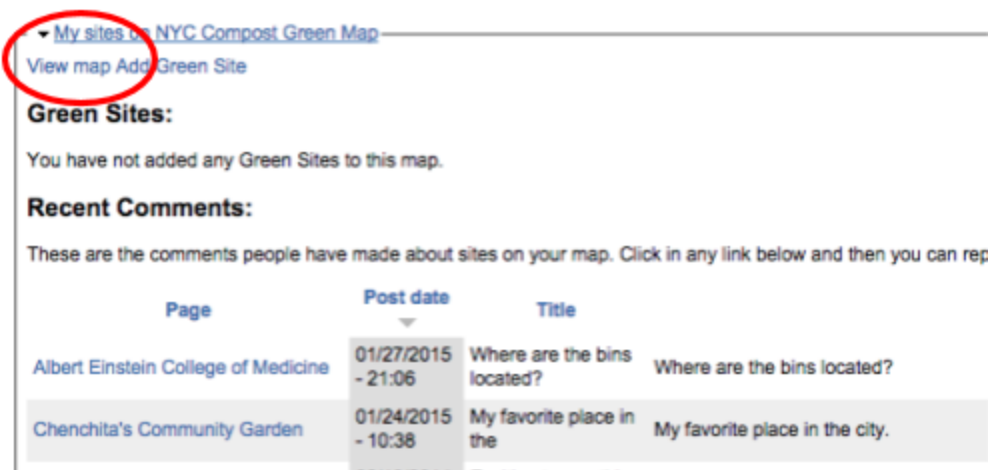 My sites on NYC Compost Green Map
View map Add Green Site
Green Sites:
You have not added any Green Sites to this map.
Recent Comments:
These are the comments people have made about sites on your map. Click in any link below and then you can rep
Page Post date Title
Albert Einstein College of Medicine 01/27/2015 - 21:06 Where are the bins located? Where are the bins located?
Chenchita's Community Garden 01/24/2015 - 10:38 My favorite place in the My favorite place in the city.